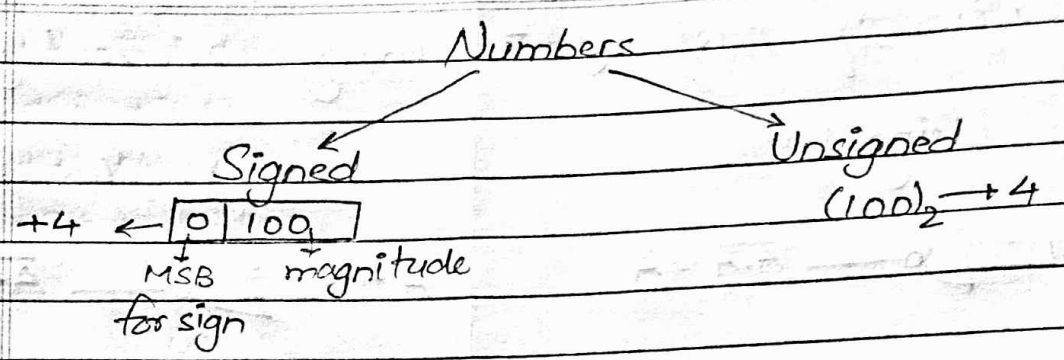 Numbers
Signed
Unsigned
+4 ← 0 100
(100)₂ → 4
MSB magnitude
for sign